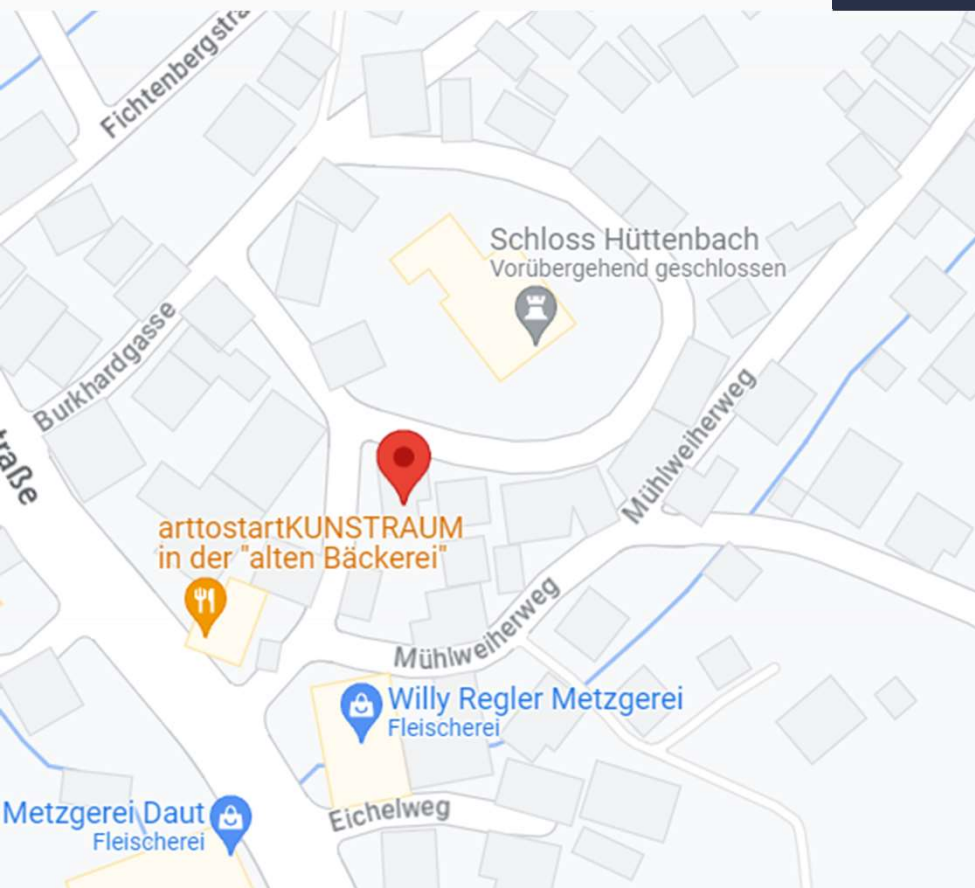 Fichtenbergstra
Schloss Hüttenbach
Vorübergehend geschlossen
Burkhardgasse
traße
Mühlweiherweg
arttostartKUNSTRAUM
in der "alten Bäckerei"
Mühlweiherweg
Willy Regler Metzgerei
Fleischerei
Eichelweg
Metzgerei Daut
Fleischerei